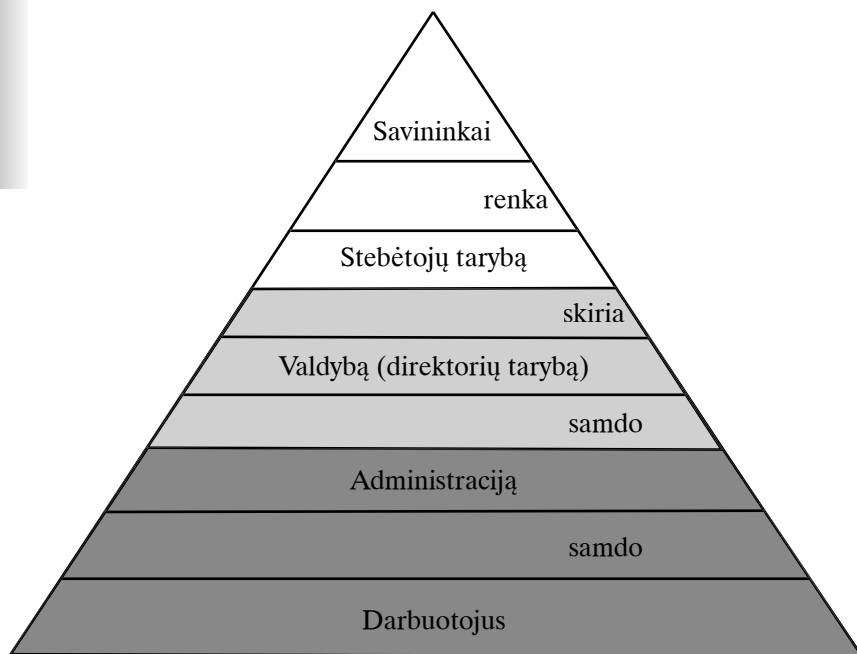 Savininkai
renka
Stebėtojų tarybą
skiria
Valdybą (direktorių tarybą)
samdo
Administraciją
samdo
Darbuotojus